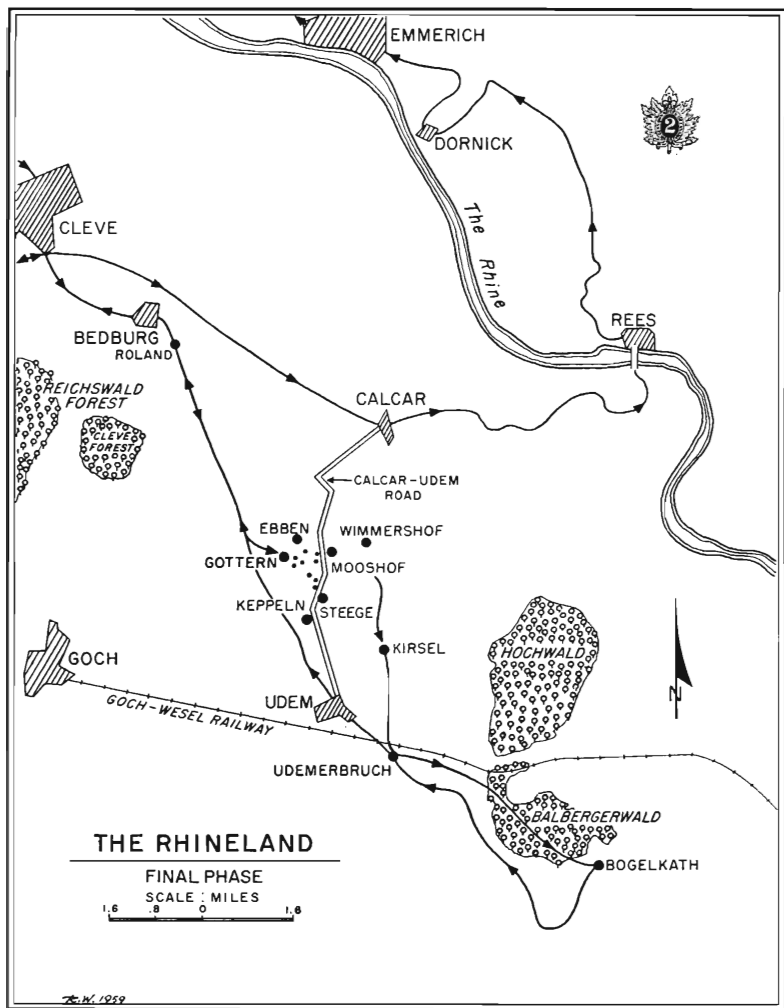 EMMERICH
2
DORNICK
CLEVE
The Rhine
REES
BEDBURG
ROLAND
REICHSWALD
FOREST
CLEVE
FOREST
CALCAR
CALCAR-UDEM
ROAD
EBBEN
WIMMERSHOF
GOTTERN
MOOSHOF
KEPPELN
STEEGE
KIRSEL
HOCHWALD
GOCH
N
UDEM
GOCH-WESEL RAILWAY
UDEMERBRUCH
BALBERGERWALD
BOGELKATH
THE RHINELAND
FINAL PHASE
SCALE : MILES
1.6 .8 0 1.6
R.W. 1959